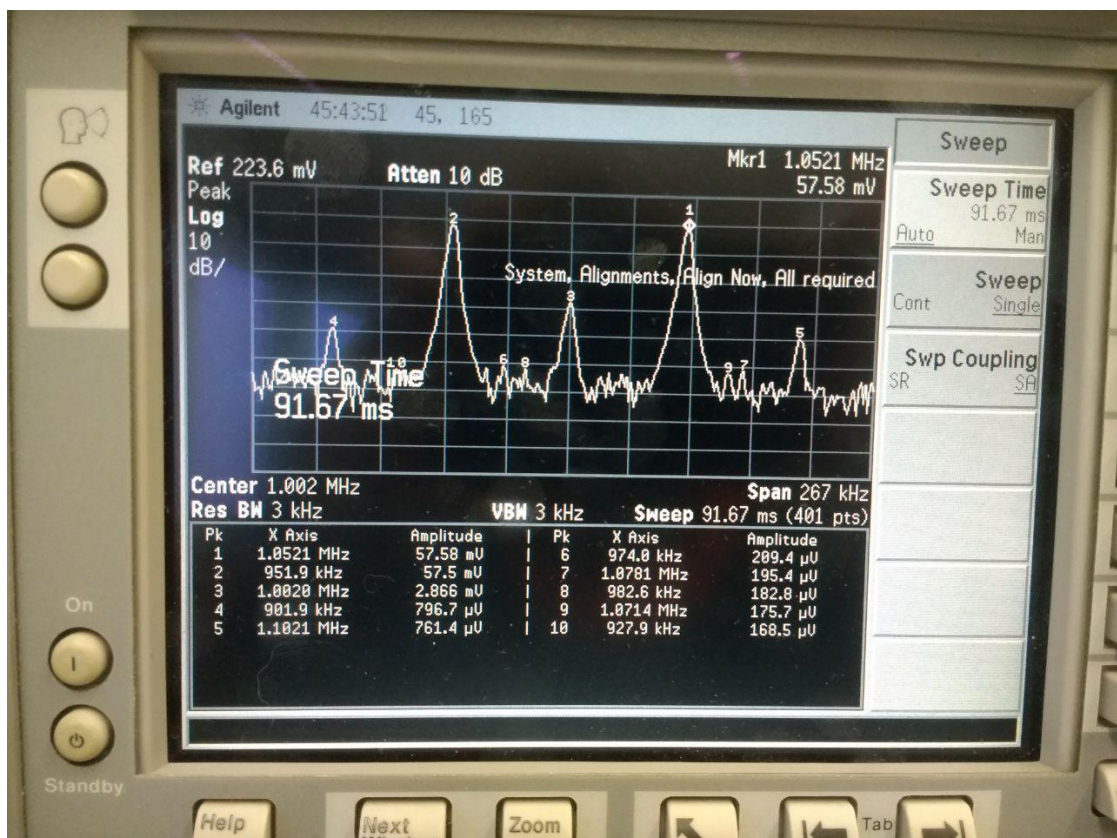 Agilent 45:43:51 45, 165
Sweep
Ref 223.6 mV Atten 10 dB Mkr1 1.0521 MHz
57.58 mV
Peak
Log
10
dB/
2
1
System, Alignments, Align Now, All required
3
4
5
10
6 8
9 7
Sweep Time
91.67 ms
Center 1.002 MHz Span 267 kHz
Res BW 3 kHz VBW 3 kHz Sweep 91.67 ms (401 pts)
Pk X Axis Amplitude | Pk X Axis Amplitude
1 1.0521 MHz 57.58 mV | 6 974.0 kHz 209.4 µV
2 951.9 kHz 57.5 mV | 7 1.0781 MHz 195.4 µV
3 1.0020 MHz 2.866 mV | 8 982.6 kHz 182.8 µV
4 901.9 kHz 796.7 µV | 9 1.0714 MHz 175.7 µV
5 1.1021 MHz 761.4 µV | 10 927.9 kHz 168.5 µV
Sweep Time
91.67 ms
Auto Man
Sweep
Cont Single
Swp Coupling
SR SA
On
Standby
Help
Next
Zoom
Tab